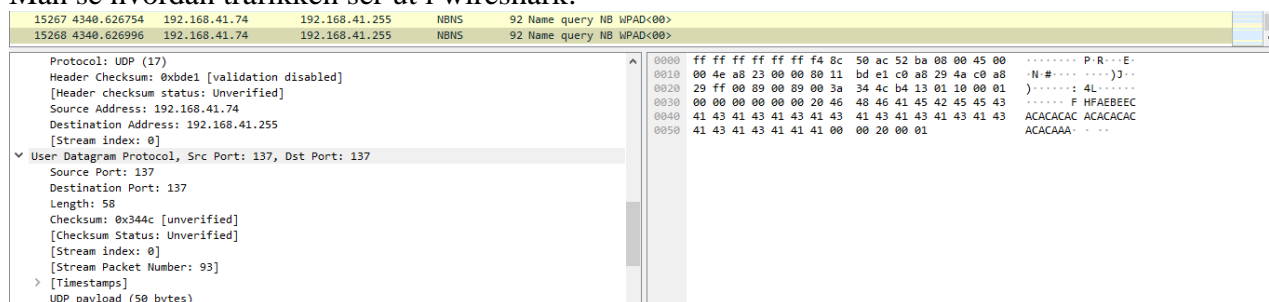 Man se hvordan trafikken ser ut i wireshark:
15267 4340.626754 192.168.41.74 192.168.41.255 NBNS 92 Name query NB WPAD<00>
15268 4340.626996 192.168.41.74 192.168.41.255 NBNS 92 Name query NB WPAD<00>
Protocol: UDP (17)
Header Checksum: 0xbde1 [validation disabled]
[Header checksum status: Unverified]
Source Address: 192.168.41.74
Destination Address: 192.168.41.255
[Stream index: 0]
User Datagram Protocol, Src Port: 137, Dst Port: 137
Source Port: 137
Destination Port: 137
Length: 58
Checksum: 0x344c [unverified]
[Checksum Status: Unverified]
[Stream index: 0]
[Stream Packet Number: 93]
[Timestamps]
UDP payload (50 bytes)
0000 ff ff ff ff ff ff f4 8c 50 ac 52 ba 08 00 45 00 ········ P·R···E·
0010 00 4e a8 23 00 00 80 11 bd e1 c0 a8 29 4a c0 a8 ·N·#···· ····)J··
0020 29 ff 00 89 00 89 00 3a 34 4c b4 13 01 10 00 01 )······: 4L······
0030 00 00 00 00 00 00 20 46 48 46 41 45 42 45 45 43 ······ F HFAEBEEC
0040 41 43 41 43 41 43 41 43 41 43 41 43 41 43 41 43 ACACACAC ACACACAC
0050 41 43 41 43 41 41 41 00 00 20 00 01 ACACAAA· · ··